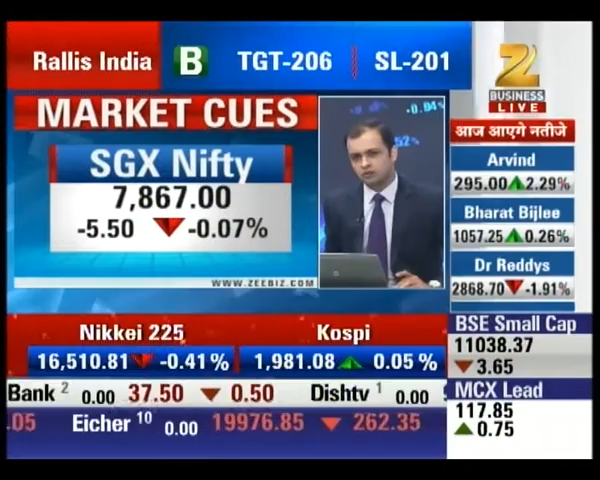 Rallis India B TGT-206 SL-201
Z
BUSINESS
LIVE
MARKET CUES
SGX Nifty
7,867.00
-5.50 -0.07%
-0.94%
52%
WWW.ZEEBIZ.COM
आज आएंगे नतीजे
Arvind
295.00 2.29%
Bharat Bijlee
1057.25 0.26%
Dr Reddys
2868.70 -1.91%
Nikkei 225
16,510.81 -0.41%
Kospi
1,981.08 0.05%
BSE Small Cap
11038.37
3.65
MCX Lead
117.85
0.75
Bank 2 0.00 37.50 0.50 Dishtv 1 0.00
.05 Eicher 10 0.00 19976.85 262.35